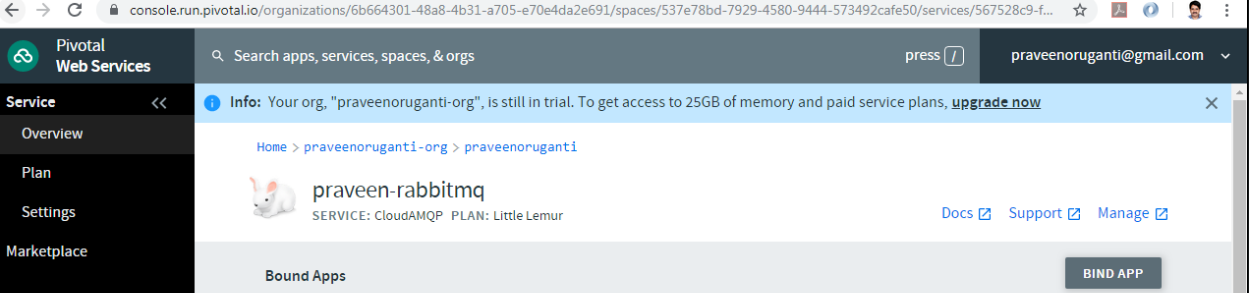 console.run.pivotal.io/organizations/6b664301-48a8-4b31-a705-e70e4da2e691/spaces/537e78bd-7929-4580-9444-573492cafe50/services/567528c9-f...
Pivotal
Web Services
Search apps, services, spaces, & orgs
press /
praveenoruganti@gmail.com
Service
Info: Your org, "praveenoruganti-org", is still in trial. To get access to 25GB of memory and paid service plans, upgrade now
Overview
Plan
Settings
Marketplace
Home > praveenoruganti-org > praveenoruganti
praveen-rabbitmq
SERVICE: CloudAMQP PLAN: Little Lemur
Docs
Support
Manage
Bound Apps
BIND APP